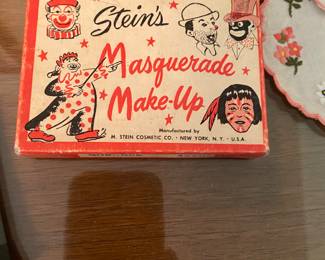 Stein's
Masquerade
Make-Up
Manufactured by
M. STEIN COSMETIC CO. • NEW YORK, N. Y. • U.S.A.